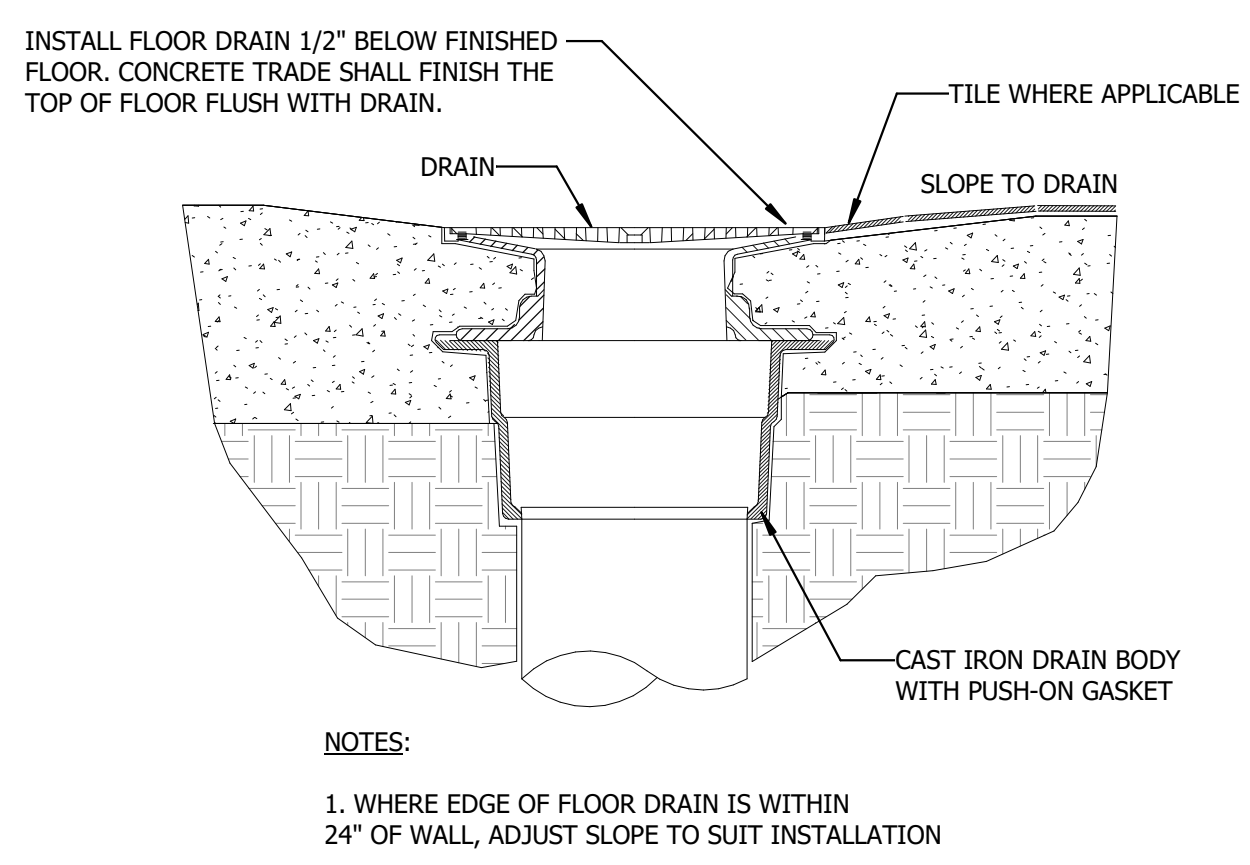 INSTALL FLOOR DRAIN 1/2" BELOW FINISHED
FLOOR. CONCRETE TRADE SHALL FINISH THE
TOP OF FLOOR FLUSH WITH DRAIN.
TILE WHERE APPLICABLE
DRAIN
SLOPE TO DRAIN
CAST IRON DRAIN BODY
WITH PUSH-ON GASKET
NOTES:
1. WHERE EDGE OF FLOOR DRAIN IS WITHIN
24" OF WALL, ADJUST SLOPE TO SUIT INSTALLATION